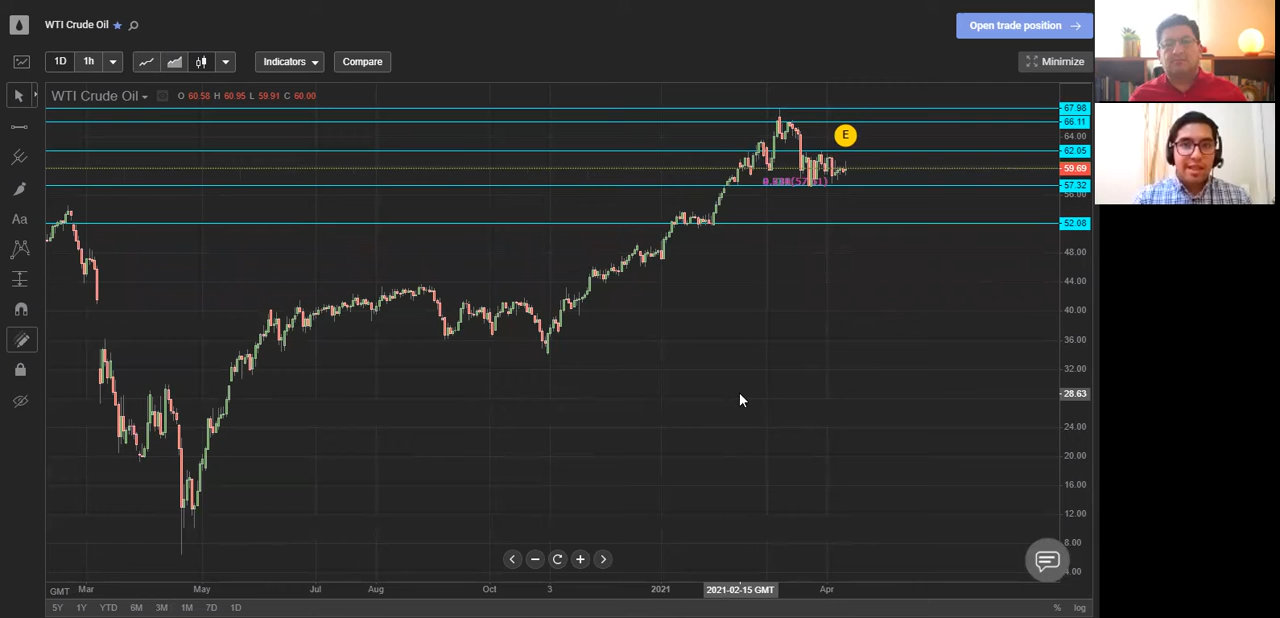 WTI Crude Oil
Open trade position
1D 1h Indicators Compare Minimize
WTI Crude Oil O 60.58 H 60.95 L 59.91 C 60.00
67.98
66.11
E
64.00
62.05
59.69
57.32
56.00
52.08
48.00
44.00
40.00
36.00
32.00
28.63
24.00
20.00
16.00
12.00
8.00
4.00
Aa
GMT Mar May Jul Aug Oct 3 2021 2021-02-15 GMT Apr
5Y 1Y YTD 6M 3M 1M 7D 1D % log